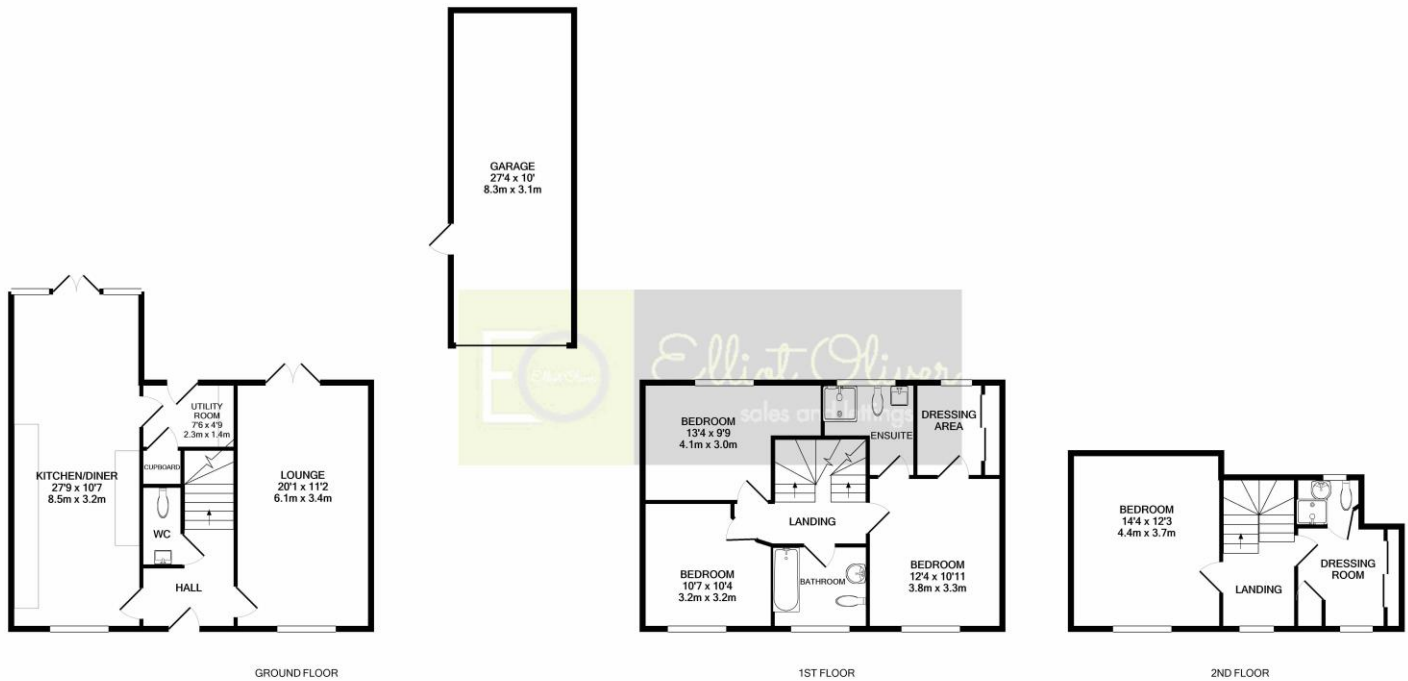 GARAGE
27'4 x 10'
8.3m x 3.1m
KITCHEN/DINER
27'9 x 10'7
8.5m x 3.2m
UTILITY
ROOM
7'6 x 4'9
2.3m x 1.4m
CUPBOARD
WC
HALL
LOUNGE
20'1 x 11'2
6.1m x 3.4m
GROUND FLOOR
EO
Elliot Oliver
sales and lettings
BEDROOM
13'4 x 9'9
4.1m x 3.0m
ENSUITE
DRESSING
AREA
LANDING
BEDROOM
10'7 x 10'4
3.2m x 3.2m
BATHROOM
BEDROOM
12'4 x 10'11
3.8m x 3.3m
1ST FLOOR
BEDROOM
14'4 x 12'3
4.4m x 3.7m
LANDING
DRESSING
ROOM
2ND FLOOR